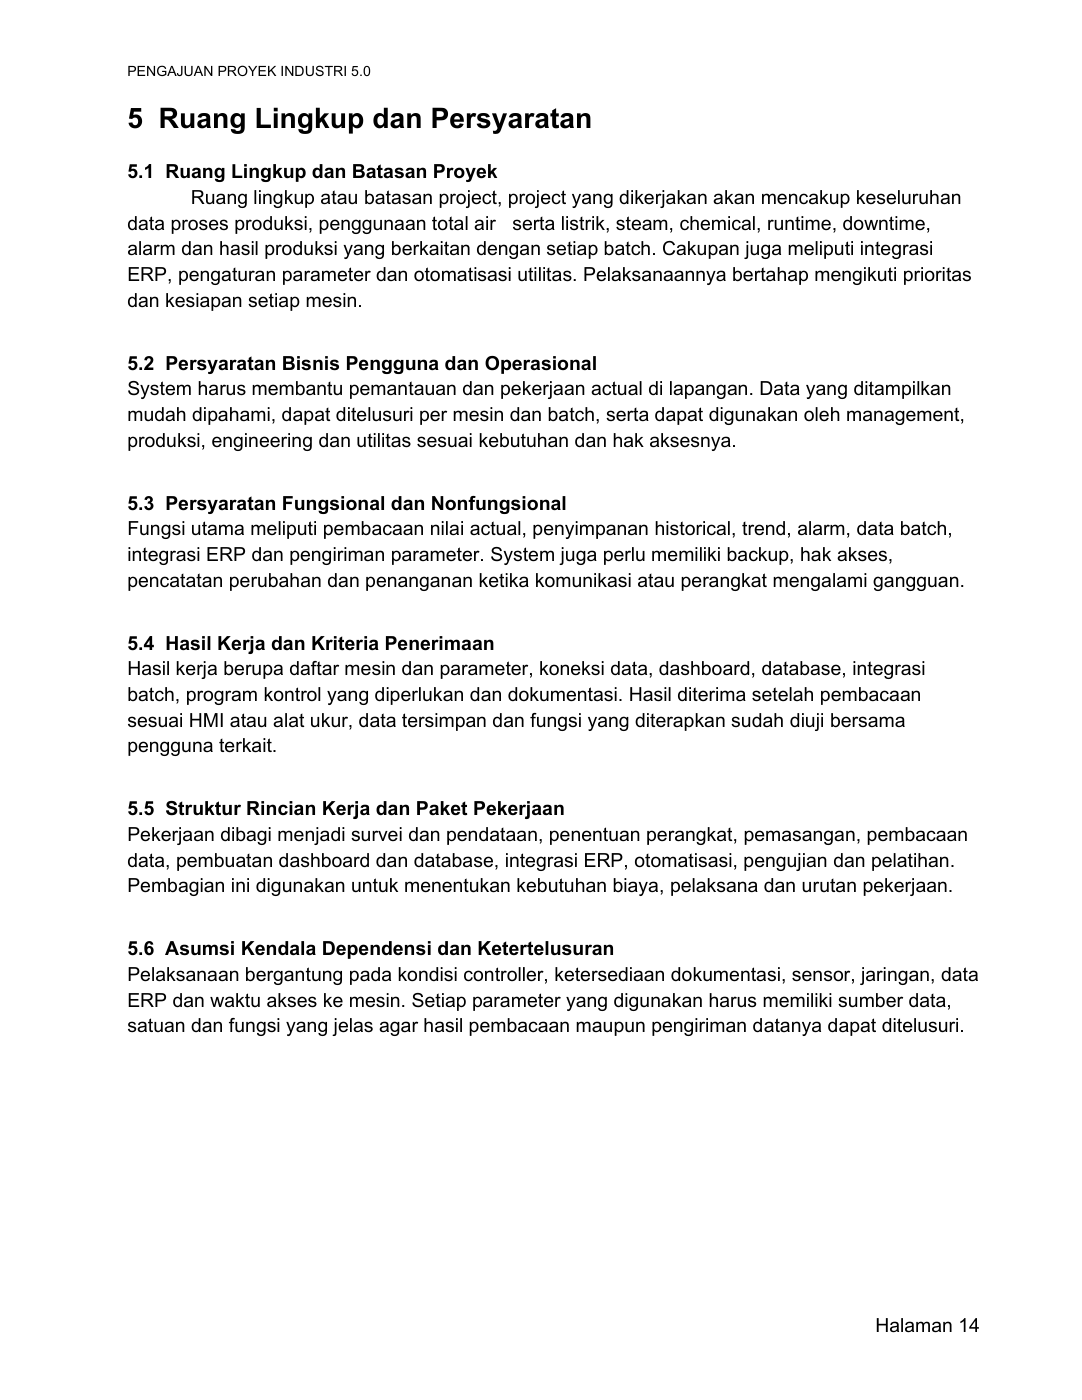 PENGAJUAN PROYEK INDUSTRI 5.0
5 Ruang Lingkup dan Persyaratan
5.1 Ruang Lingkup dan Batasan Proyek
Ruang lingkup atau batasan project, project yang dikerjakan akan mencakup keseluruhan
data proses produksi, penggunaan total air serta listrik, steam, chemical, runtime, downtime,
alarm dan hasil produksi yang berkaitan dengan setiap batch. Cakupan juga meliputi integrasi
ERP, pengaturan parameter dan otomatisasi utilitas. Pelaksanaannya bertahap mengikuti prioritas
dan kesiapan setiap mesin.
5.2 Persyaratan Bisnis Pengguna dan Operasional
System harus membantu pemantauan dan pekerjaan actual di lapangan. Data yang ditampilkan
mudah dipahami, dapat ditelusuri per mesin dan batch, serta dapat digunakan oleh management,
produksi, engineering dan utilitas sesuai kebutuhan dan hak aksesnya.
5.3 Persyaratan Fungsional dan Nonfungsional
Fungsi utama meliputi pembacaan nilai actual, penyimpanan historical, trend, alarm, data batch,
integrasi ERP dan pengiriman parameter. System juga perlu memiliki backup, hak akses,
pencatatan perubahan dan penanganan ketika komunikasi atau perangkat mengalami gangguan.
5.4 Hasil Kerja dan Kriteria Penerimaan
Hasil kerja berupa daftar mesin dan parameter, koneksi data, dashboard, database, integrasi
batch, program kontrol yang diperlukan dan dokumentasi. Hasil diterima setelah pembacaan
sesuai HMI atau alat ukur, data tersimpan dan fungsi yang diterapkan sudah diuji bersama
pengguna terkait.
5.5 Struktur Rincian Kerja dan Paket Pekerjaan
Pekerjaan dibagi menjadi survei dan pendataan, penentuan perangkat, pemasangan, pembacaan
data, pembuatan dashboard dan database, integrasi ERP, otomatisasi, pengujian dan pelatihan.
Pembagian ini digunakan untuk menentukan kebutuhan biaya, pelaksana dan urutan pekerjaan.
5.6 Asumsi Kendala Dependensi dan Ketertelusuran
Pelaksanaan bergantung pada kondisi controller, ketersediaan dokumentasi, sensor, jaringan, data
ERP dan waktu akses ke mesin. Setiap parameter yang digunakan harus memiliki sumber data,
satuan dan fungsi yang jelas agar hasil pembacaan maupun pengiriman datanya dapat ditelusuri.
Halaman 14